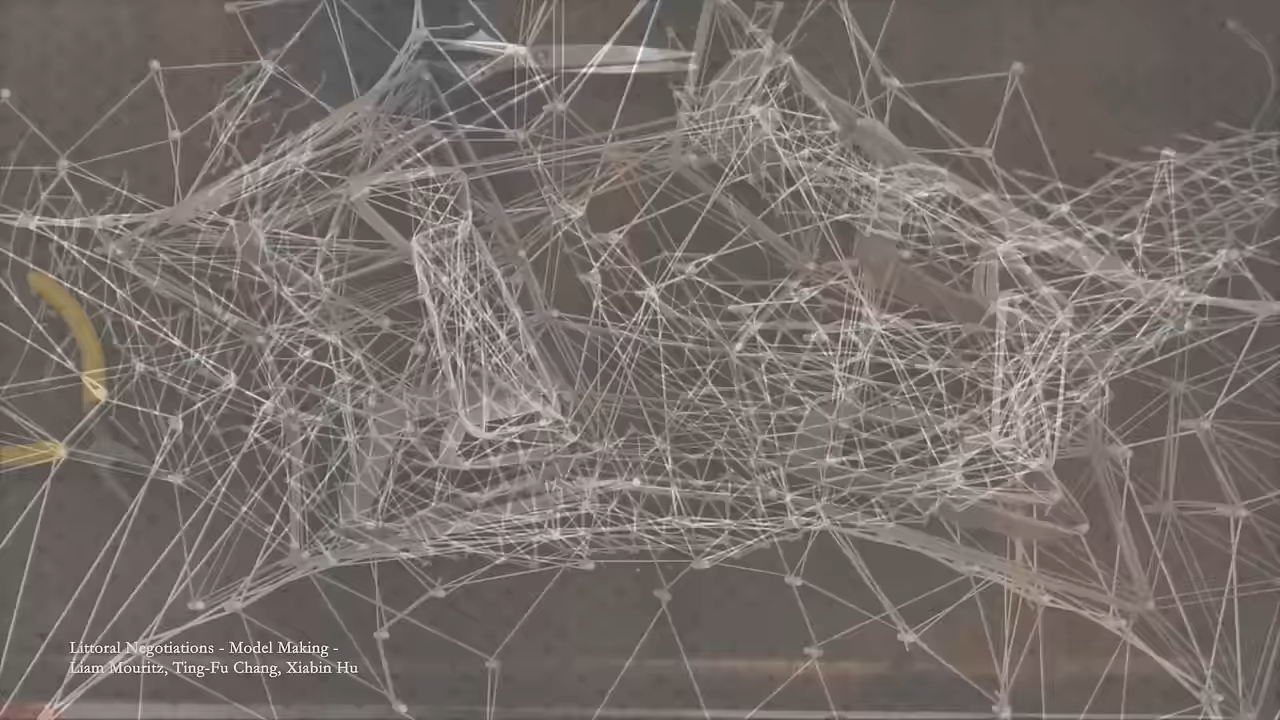 Littoral Negotiations - Model Making -
Liam Mouritz, Ting-Fu Chang, Xiabin Hu